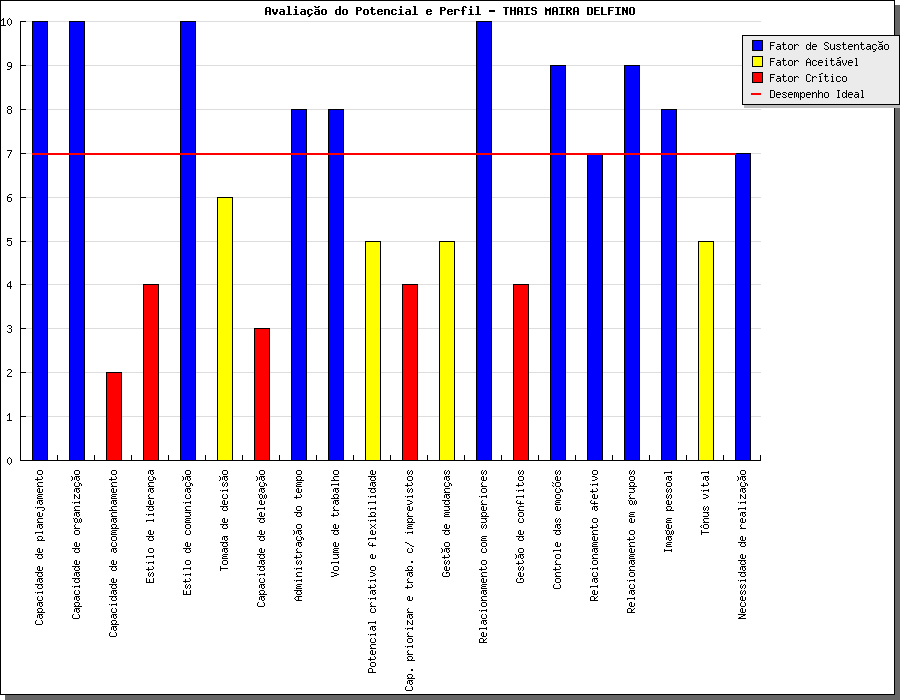 Avaliação do Potencial e Perfil - THAIS MAIRA DELFINO
Fator de Sustentação
Fator Aceitável
Fator Crítico
Desempenho Ideal
10
9
8
7
6
5
4
3
2
1
0
Capacidade de planejamento
Capacidade de organização
Capacidade de acompanhamento
Estilo de liderança
Estilo de comunicação
Tomada de decisão
Capacidade de delegação
Administração do tempo
Volume de trabalho
Potencial criativo e flexibilidade
Cap. priorizar e trab. c/ imprevistos
Gestão de mudanças
Relacionamento com superiores
Gestão de conflitos
Controle das emoções
Relacionamento afetivo
Relacionamento em grupos
Imagem pessoal
Tônus vital
Necessidade de realização